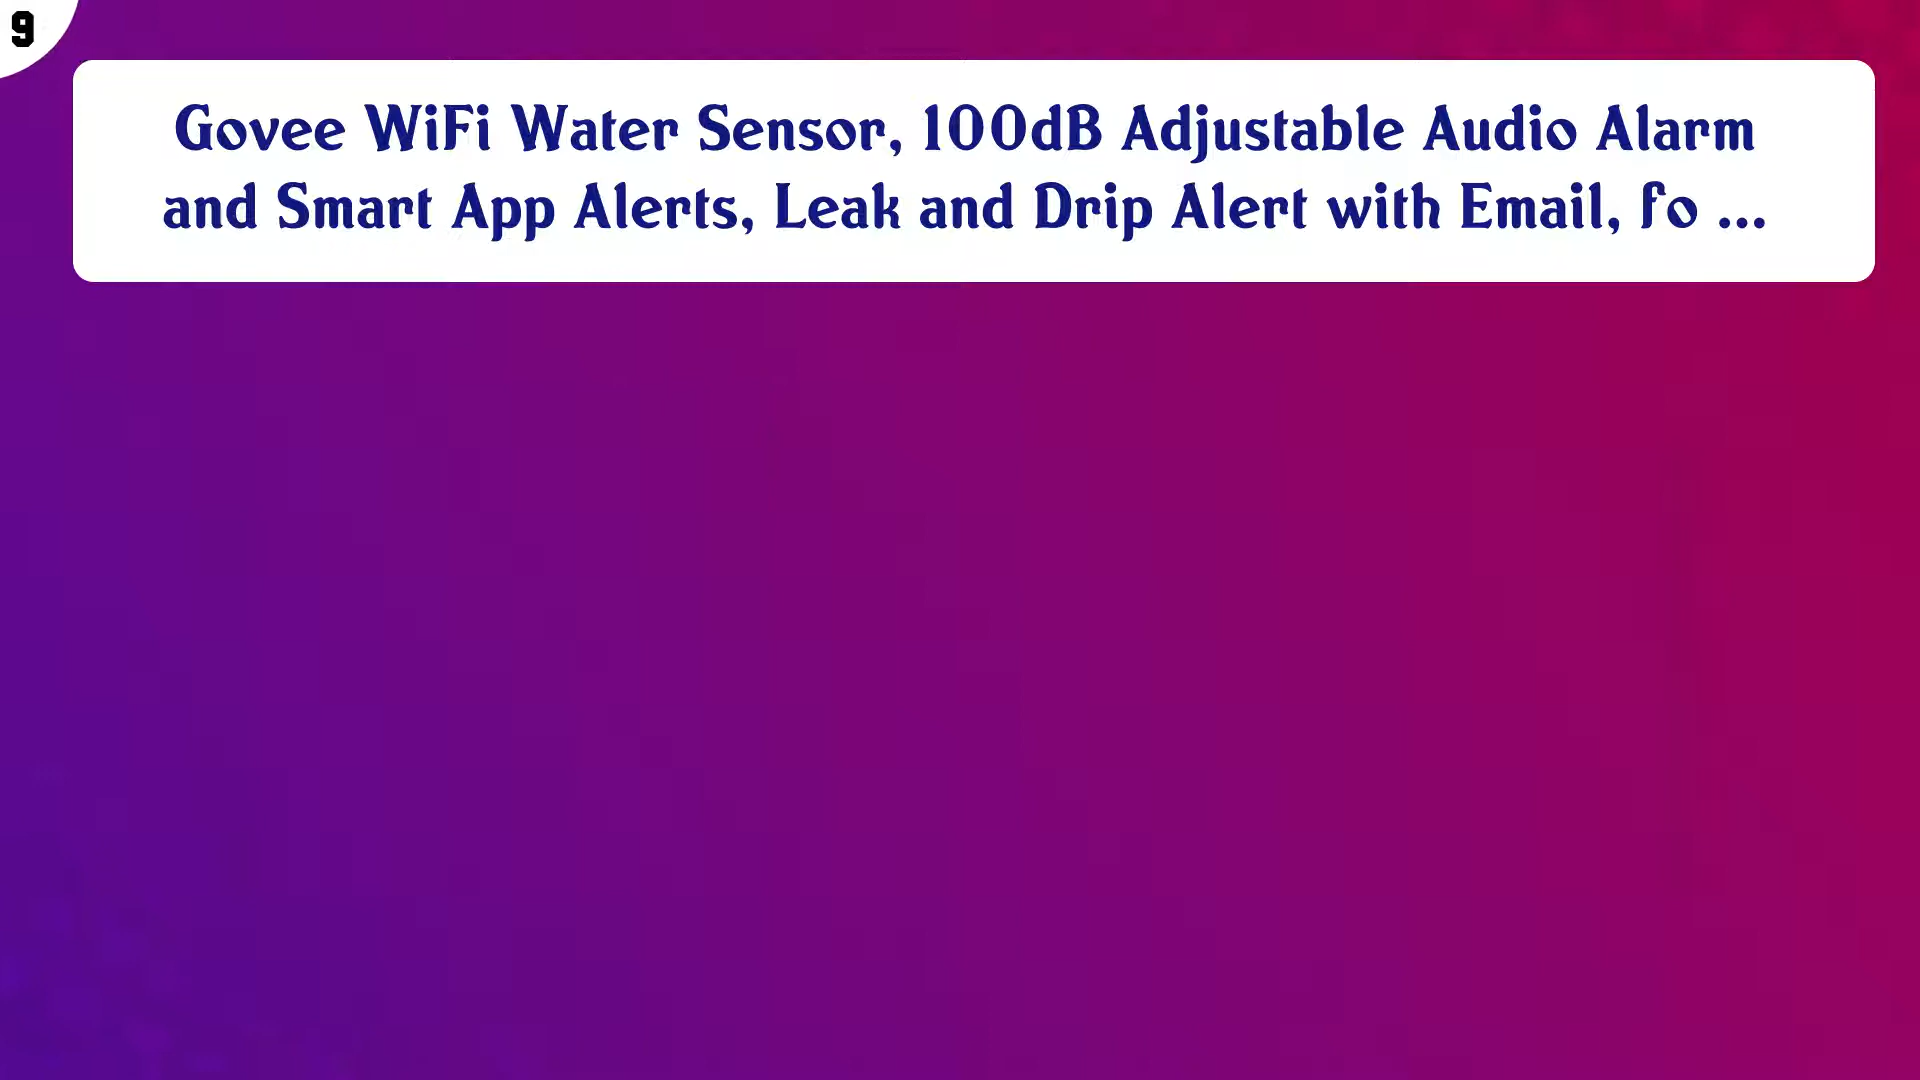 9
Govee WiFi Water Sensor, 100dB Adjustable Audio Alarm
and Smart App Alerts, Leak and Drip Alert with Email, fo ...